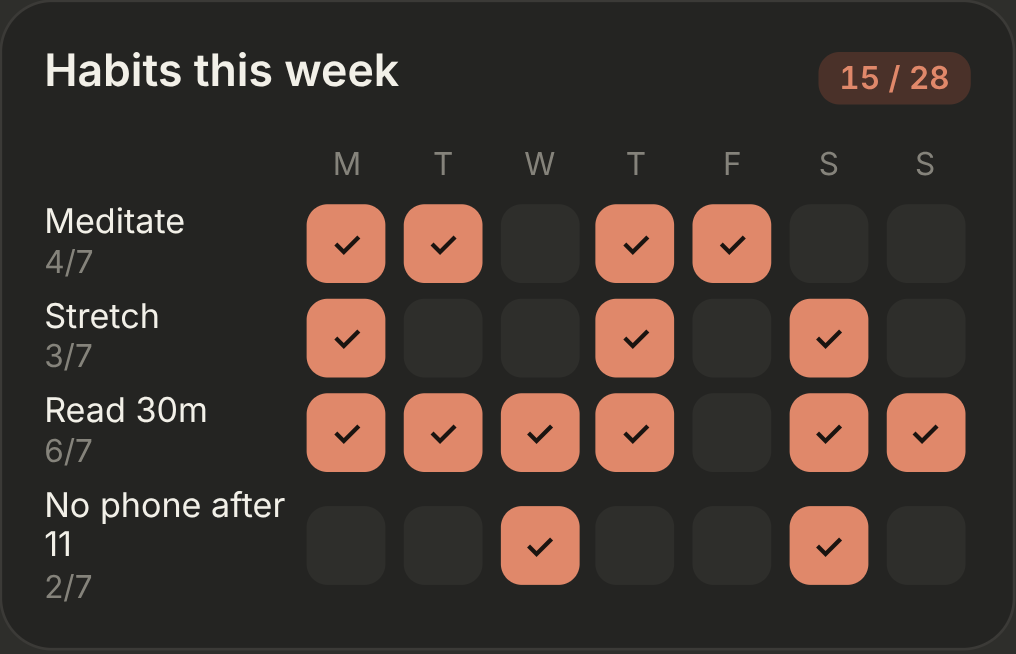 Habits this week
15 / 28
M T W T F S S
Meditate
4/7
Stretch
3/7
Read 30m
6/7
No phone after
11
2/7